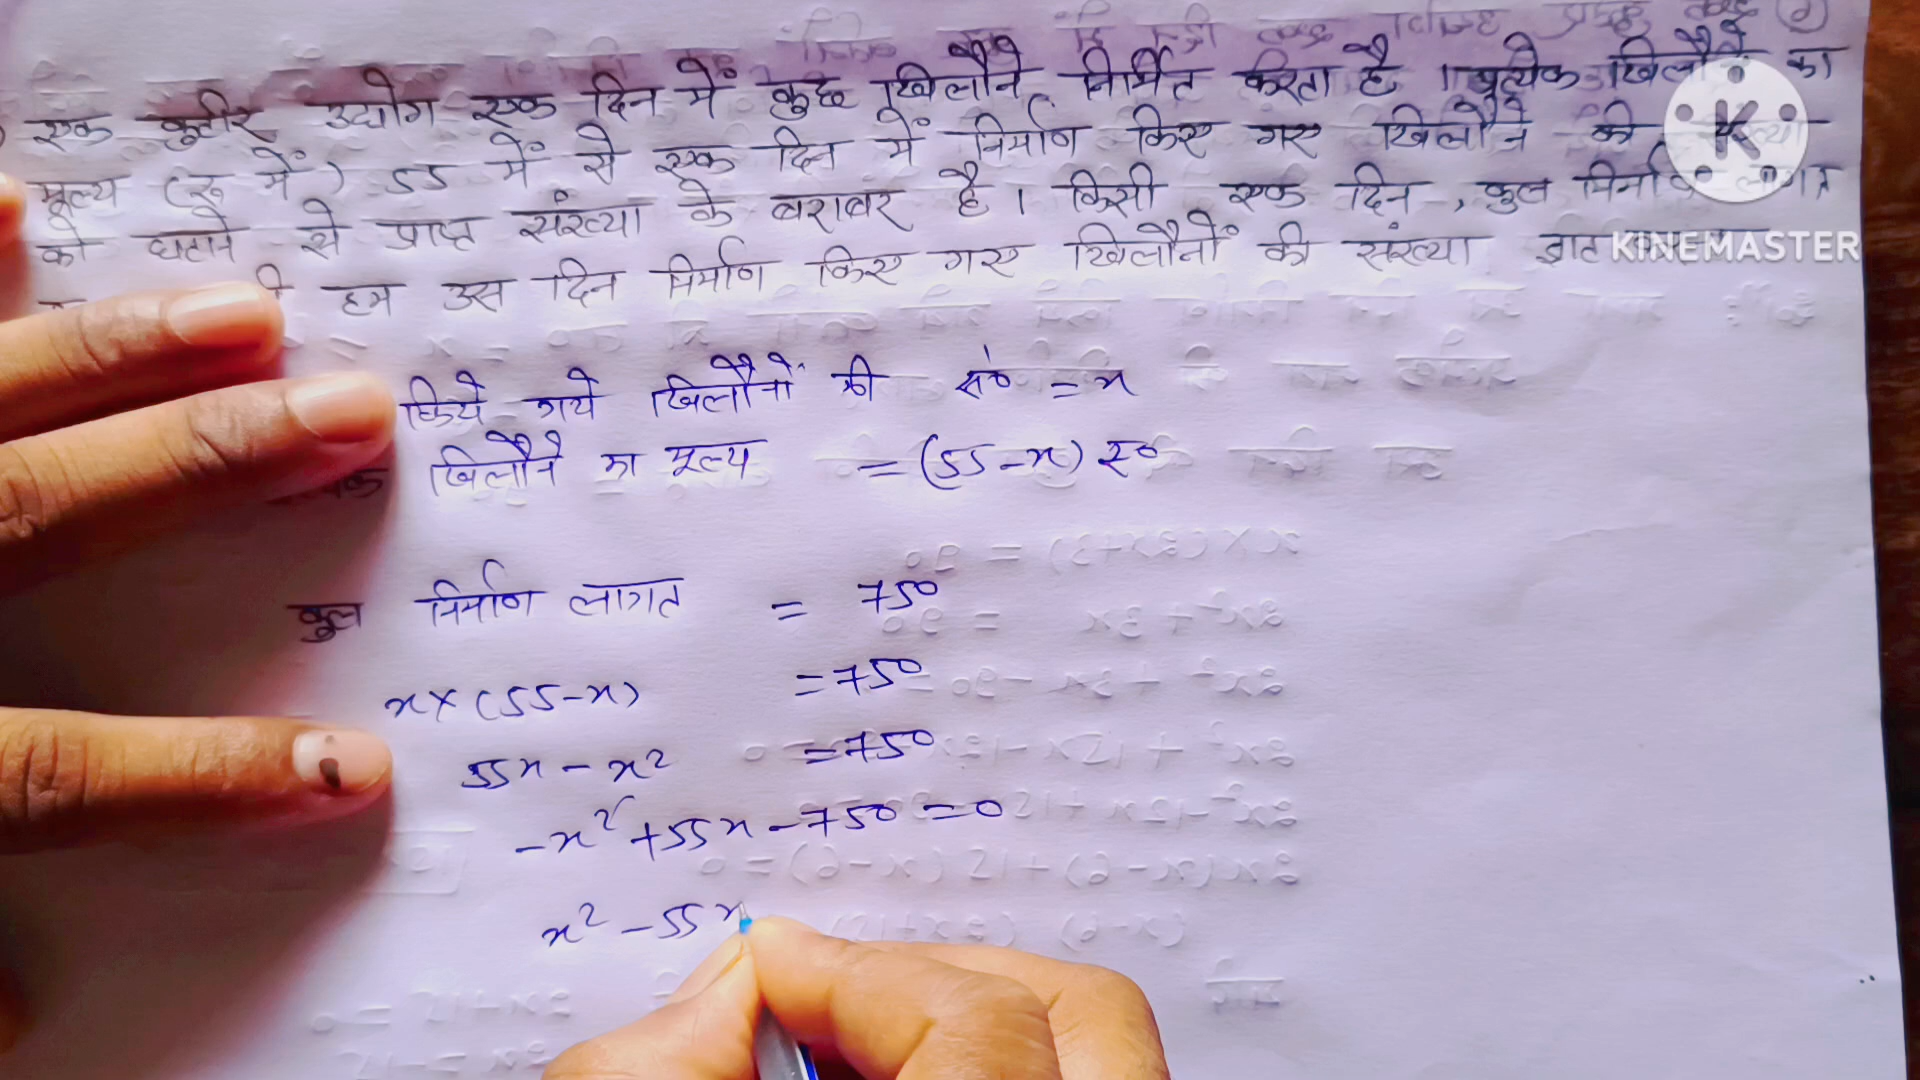 एक कुटीर उद्योग एक दिन में कुछ खिलौने निर्मित करता है । प्रत्येक खिलौने का
मूल्य (रू में) 55 में से एक दिन में निर्माण किए गए खिलौने की
को घटाने से प्राप्त संख्या के बराबर है । किसी एक दिन , कुल निर्माण लागत
हम उस दिन निर्माण किए गए खिलौनों की संख्या
किये गये खिलौनों की सं० = x
खिलौने का मूल्य = (55-x) रु०
कुल निर्माण लागत = 750
x×(55-x) = 750
55x - x² = 750
-x² + 55x - 750 = 0
x² - 55x
K
KINEMASTER